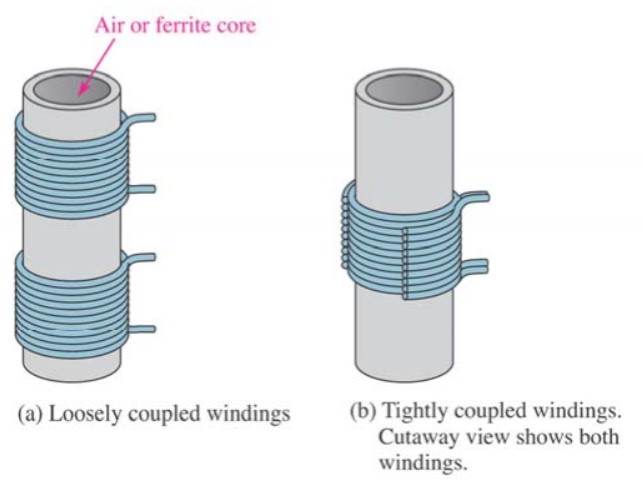 Air or ferrite core
(a) Loosely coupled windings
(b) Tightly coupled windings.
Cutaway view shows both
windings.